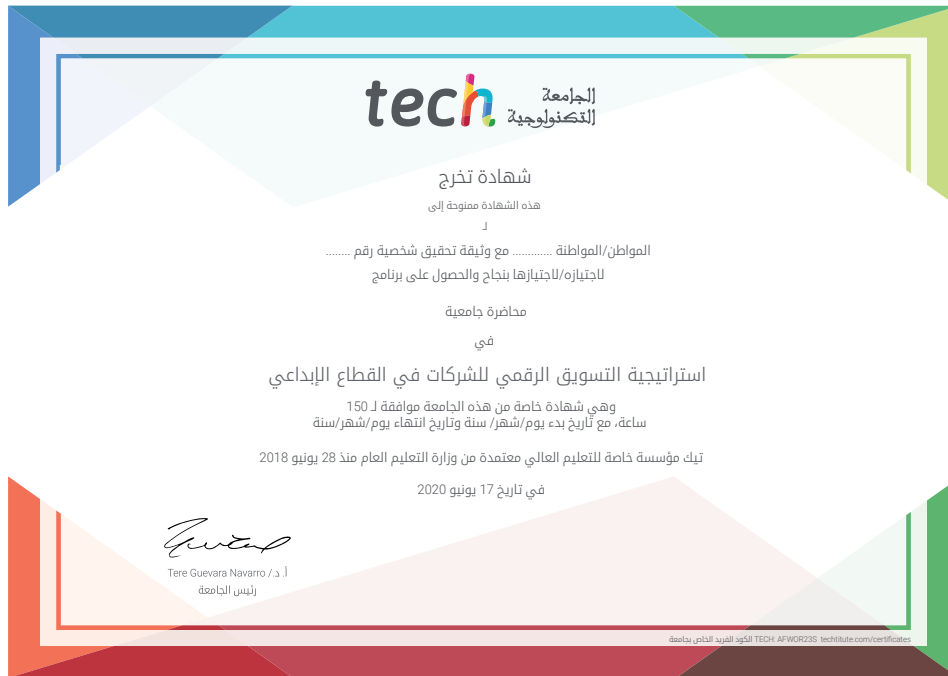 tech الجامعة
التكنولوجية
شهادة تخرج
هذه الشهادة ممنوحة إلى
لـ
المواطن/المواطنة ............ مع وثيقة تحقيق شخصية رقم ........
لاجتيازه/لاجتيازها بنجاح والحصول على برنامج
محاضرة جامعية
في
استراتيجية التسويق الرقمي للشركات في القطاع الإبداعي
وهي شهادة خاصة من هذه الجامعة موافقة لـ 150
ساعة، مع تاريخ بدء يوم/شهر/ سنة وتاريخ انتهاء يوم/شهر/سنة
تيك مؤسسة خاصة للتعليم العالي معتمدة من وزارة التعليم العام منذ 28 يونيو 2018
في تاريخ 17 يونيو 2020
أ. د./ Tere Guevara Navarro
رئيس الجامعة
الكود الفريد الخاص بجامعة TECH: AFWOR23S techtitute.com/certificates